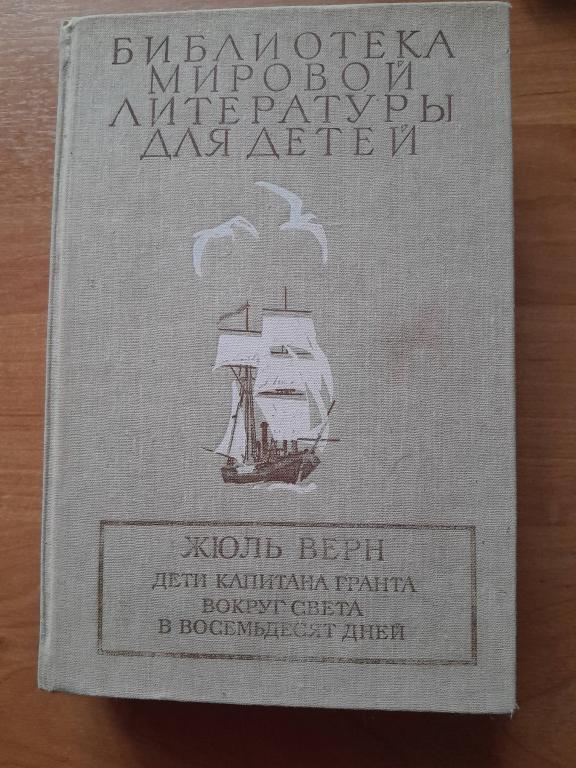 БИБЛИОТЕКА
МИРОВОЙ
ЛИТЕРАТУРЫ
ДЛЯ ДЕТЕЙ
ЖЮЛЬ ВЕРН
ДЕТИ КАПИТАНА ГРАНТА
ВОКРУГ СВЕТА
В ВОСЕМЬДЕСЯТ ДНЕЙ